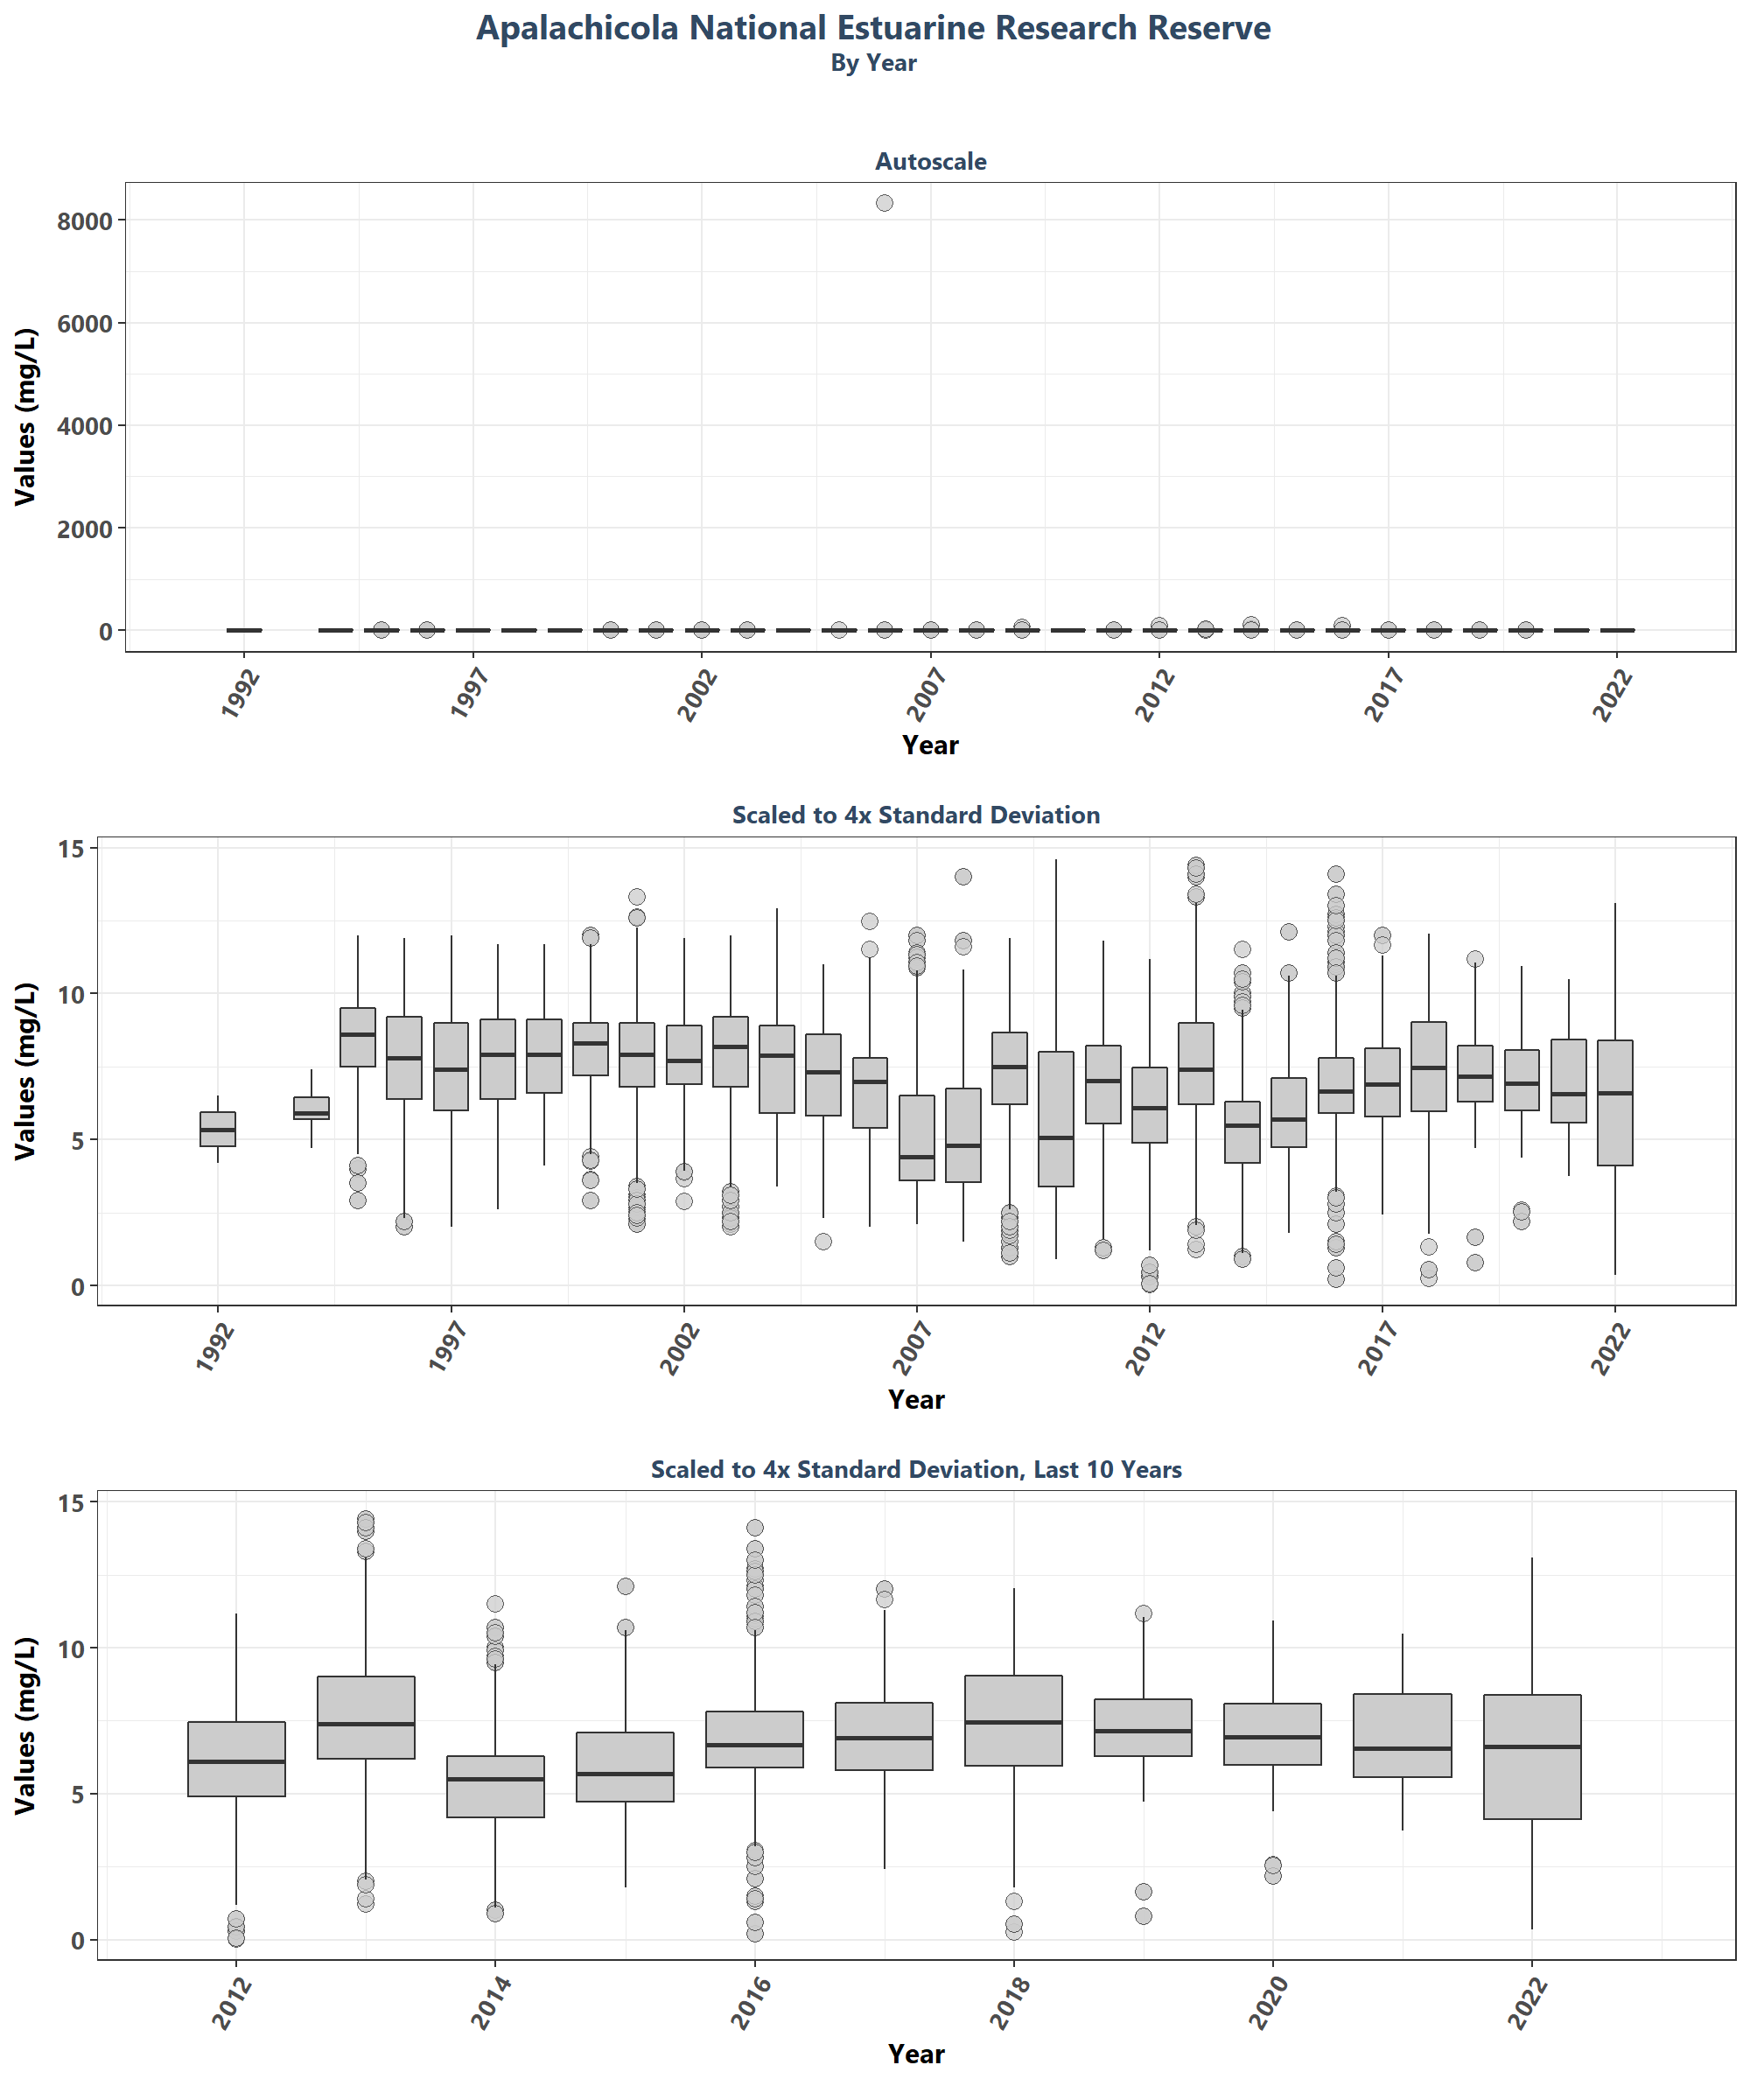 Apalachicola National Estuarine Research Reserve
By Year
Autoscale
Values (mg/L)
8000
6000
4000
2000
0
1992 1997 2002 2007 2012 2017 2022
Year
Scaled to 4x Standard Deviation
Values (mg/L)
15
10
5
0
1992 1997 2002 2007 2012 2017 2022
Year
Scaled to 4x Standard Deviation, Last 10 Years
Values (mg/L)
15
10
5
0
2012 2014 2016 2018 2020 2022
Year